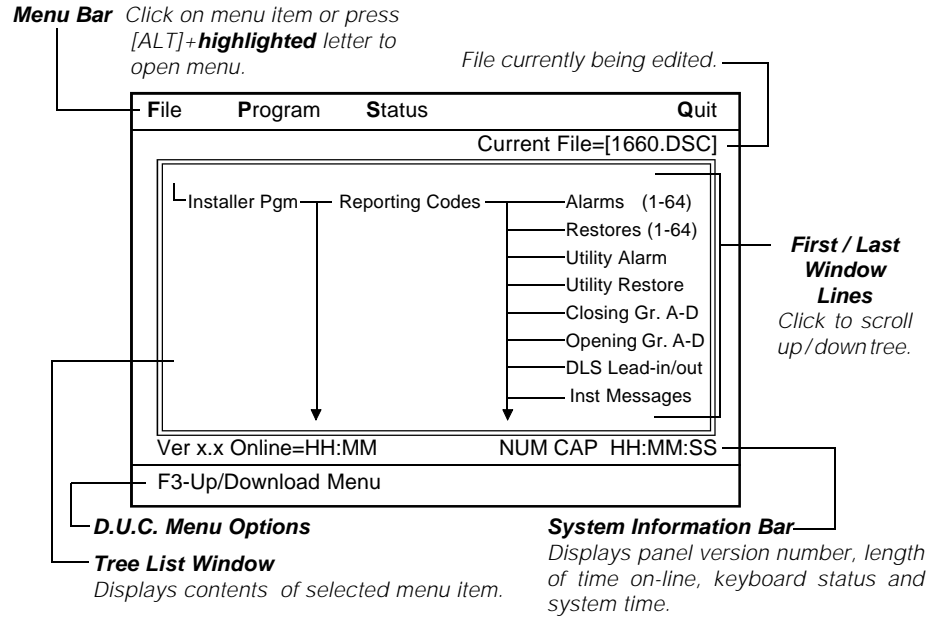 Menu Bar Click on menu item or press
[ALT]+highlighted letter to
open menu.
File currently being edited.
File Program Status Quit
Current File=[1660.DSC]
Installer Pgm Reporting Codes Alarms (1-64)
Restores (1-64)
Utility Alarm
Utility Restore
Closing Gr. A-D
Opening Gr. A-D
DLS Lead-in/out
Inst Messages
First / Last
Window
Lines
Click to scroll
up/down tree.
Ver x.x Online=HH:MM NUM CAP HH:MM:SS
F3-Up/Download Menu
D.U.C. Menu Options
Tree List Window
Displays contents of selected menu item.
System Information Bar
Displays panel version number, length
of time on-line, keyboard status and
system time.